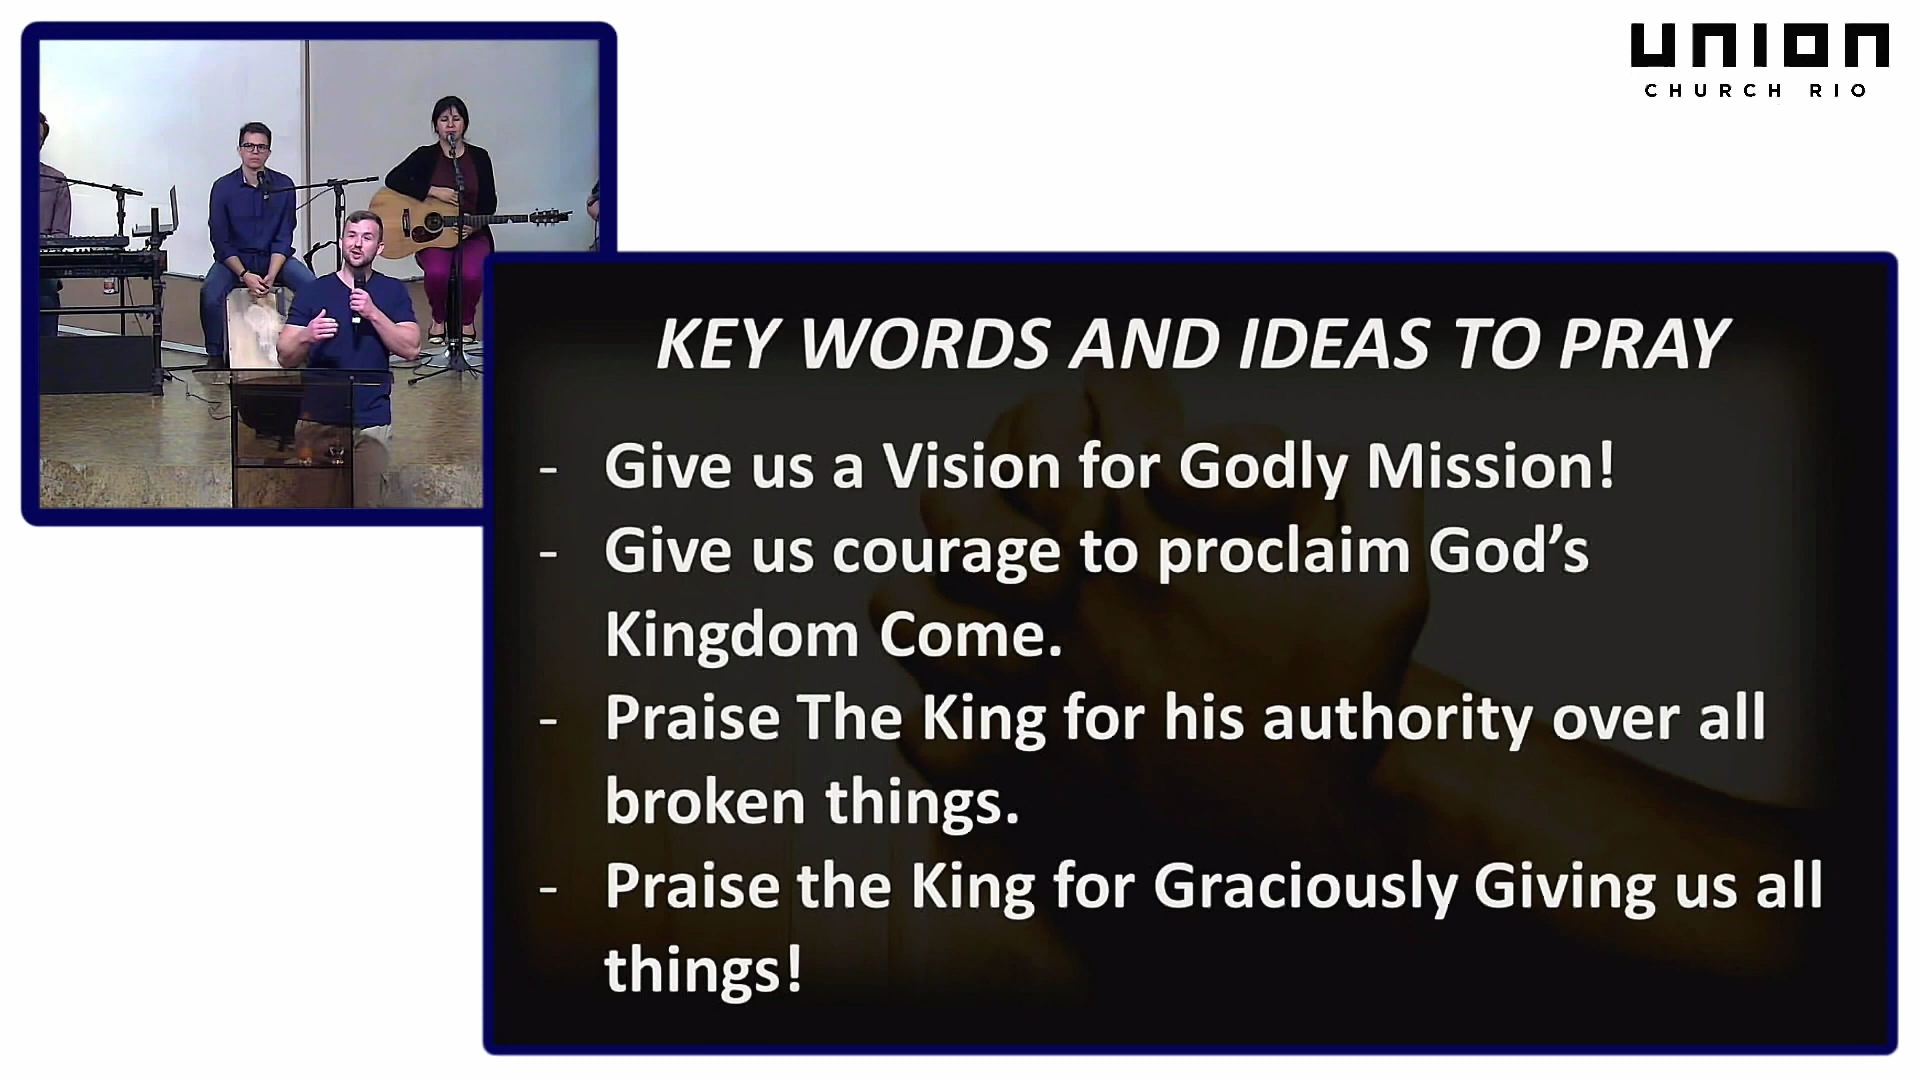 UNION
CHURCH RIO
KEY WORDS AND IDEAS TO PRAY
- Give us a Vision for Godly Mission!
- Give us courage to proclaim God’s
Kingdom Come.
- Praise The King for his authority over all
broken things.
- Praise the King for Graciously Giving us all
things!